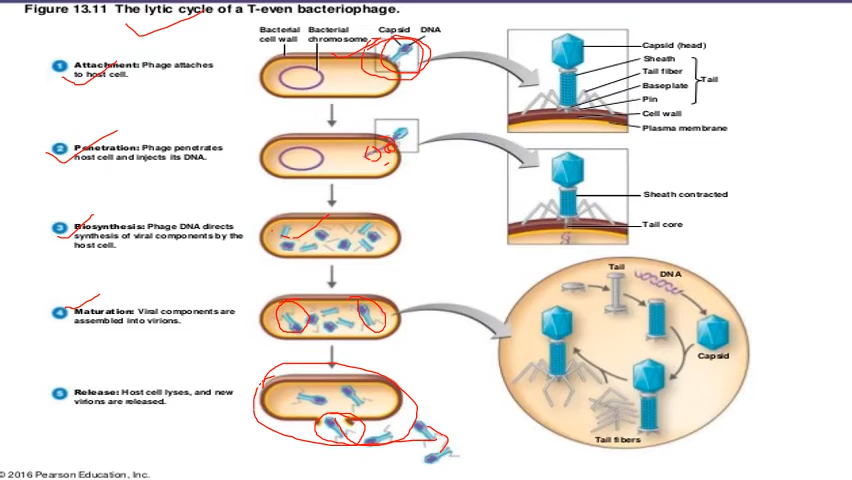 Figure 13.11 The lytic cycle of a T-even bacteriophage.
Bacterial cell wall
Bacterial chromosome
Capsid
DNA
1 Attachment: Phage attaches
to host cell.
Capsid (head)
Sheath
Tail fiber
Tail
Baseplate
Pin
Cell wall
Plasma membrane
2 Penetration: Phage penetrates
host cell and injects its DNA.
Sheath contracted
Tail core
3 Biosynthesis: Phage DNA directs
synthesis of viral components by the
host cell.
Tail
DNA
4 Maturation: Viral components are
assembled into virions.
Capsid
5 Release: Host cell lyses, and new
virions are released.
Tail fibers
© 2016 Pearson Education, Inc.